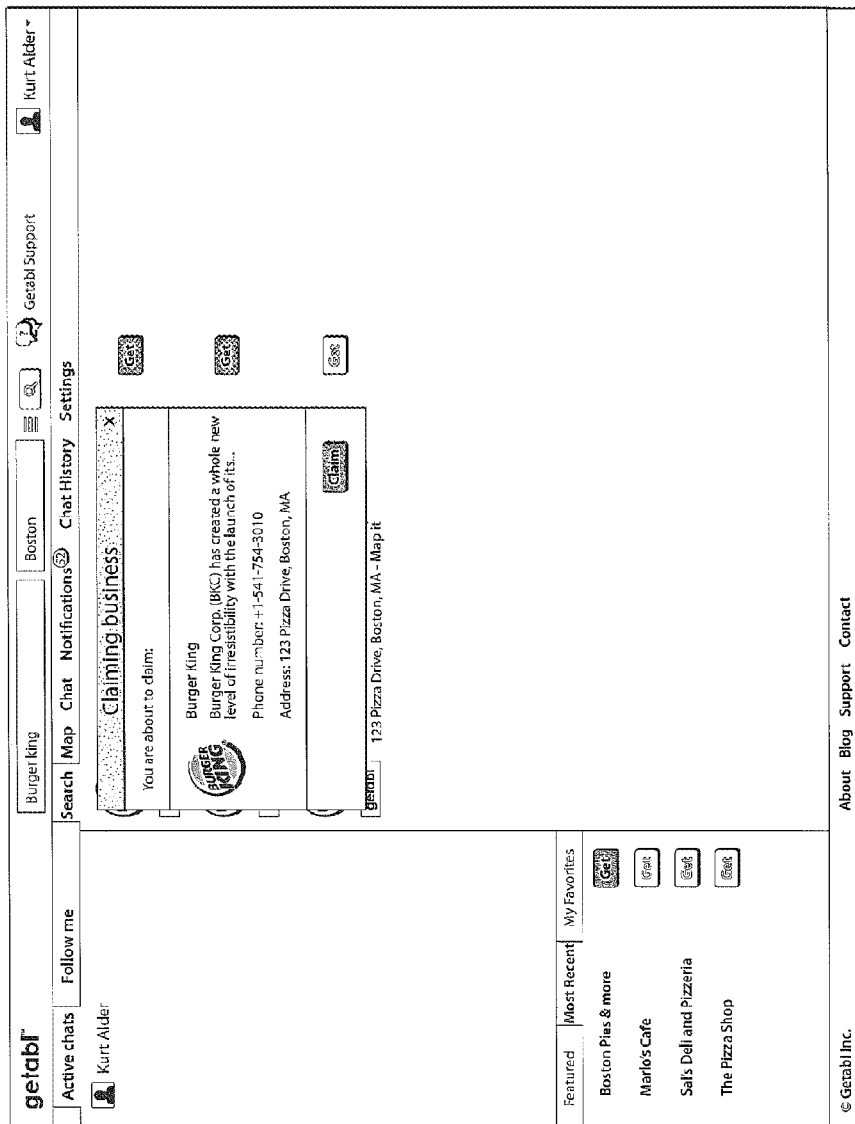 getabl™
Burger king
Boston
Getabl Support
Kurt Alder
Active chats
Follow me
Search
Map
Chat
Notifications 52
Chat History
Settings
Kurt Alder
Claiming business
X
You are about to claim:
BURGER
KING
Burger King
Burger King Corp. (BKC) has created a whole new
level of irresistibility with the launch of its...
Phone number: +1-541-754-3010
Address: 123 Pizza Drive, Boston, MA
Claim
Get
Get
Get
getabl
123 Pizza Drive, Boston, MA – Map it
Featured
Most Recent
My Favorites
Boston Pies & more
Get
Marlo's Cafe
Get
Sal's Deli and Pizzeria
Get
The Pizza Shop
Get
© Getabl Inc.
About Blog Support Contact